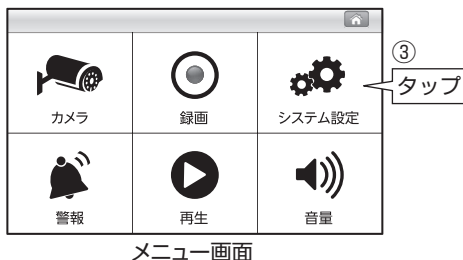 ③
タップ
カメラ
録画
システム設定
警報
再生
音量
メニュー画面